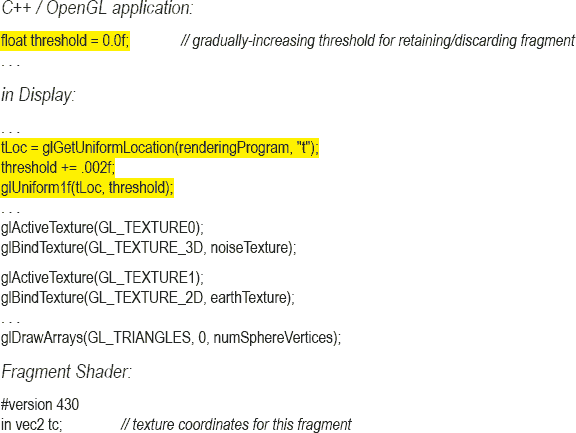 C++ / OpenGL application:
float threshold = 0.0f; // gradually-increasing threshold for retaining/discarding fragment
. . .
in Display:
. . .
tLoc = glGetUniformLocation(renderingProgram, "t");
threshold += .002f;
glUniform1f(tLoc, threshold);
. . .
glActiveTexture(GL_TEXTURE0);
glBindTexture(GL_TEXTURE_3D, noiseTexture);
glActiveTexture(GL_TEXTURE1);
glBindTexture(GL_TEXTURE_2D, earthTexture);
. . .
glDrawArrays(GL_TRIANGLES, 0, numSphereVertices);
Fragment Shader:
#version 430
in vec2 tc; // texture coordinates for this fragment